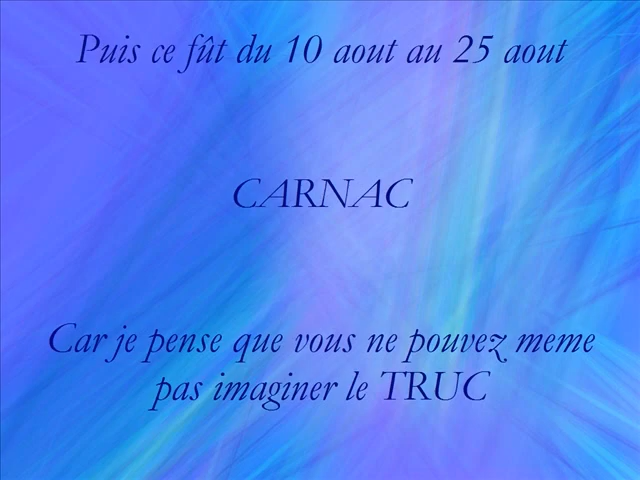 Puis ce fût du 10 aout au 25 aout
CARNAC
Car je pense que vous ne pouvez meme
pas imaginer le TRUC